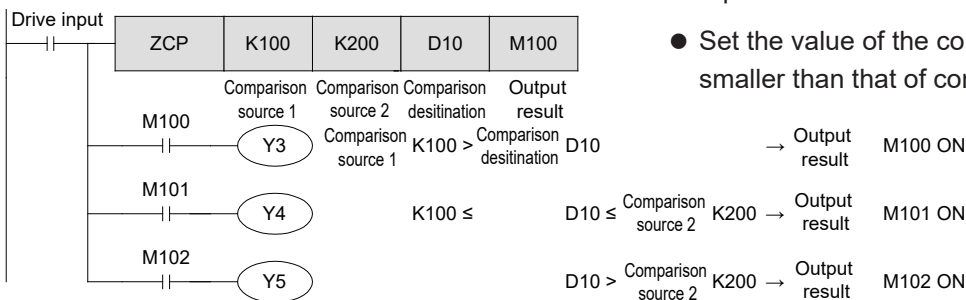 Drive input
ZCP K100 K200 D10 M100
● Set the value of the co
smaller than that of co
Comparison source 1 Comparison source 2 Comparison desitination Output result
M100
Y3 Comparison source 1 K100 > Comparison desitination D10 → Output result M100 ON
M101
Y4 K100 ≤ D10 ≤ Comparison source 2 K200 → Output result M101 ON
M102
Y5 D10 > Comparison source 2 K200 → Output result M102 ON